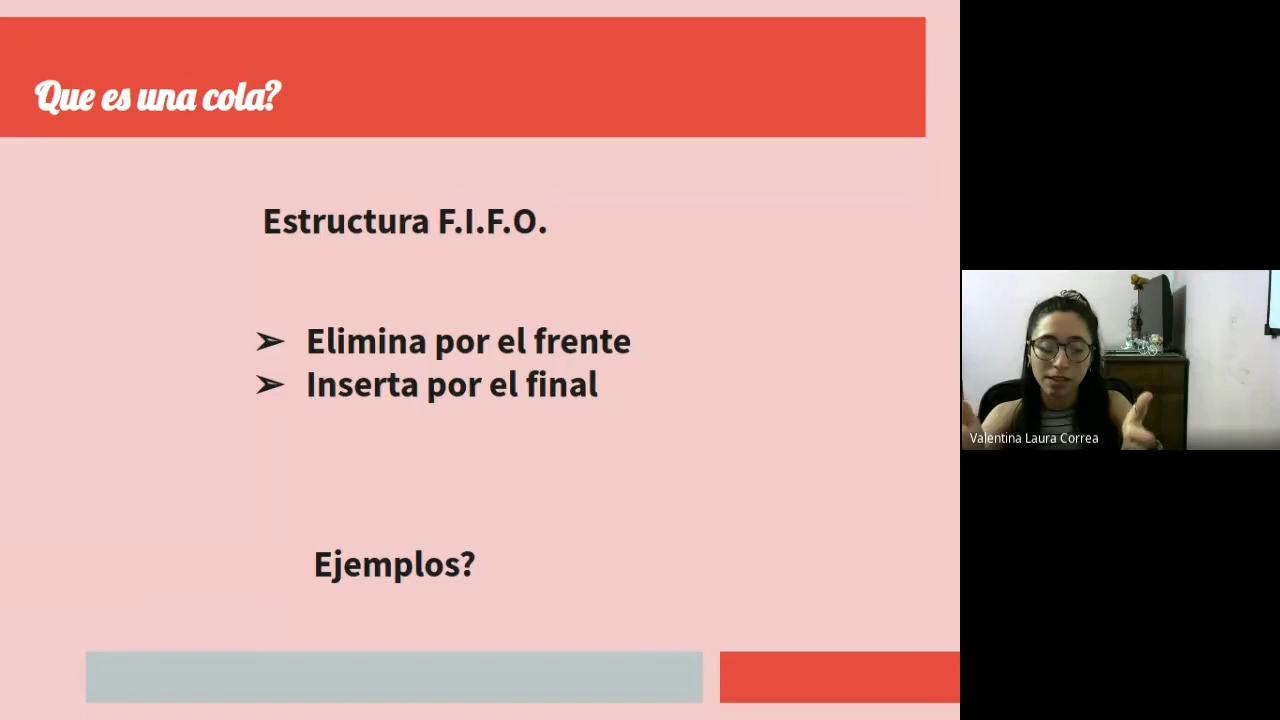 Que es una cola?
Estructura F.I.F.O.
➢ Elimina por el frente
➢ Inserta por el final
Ejemplos?
Valentina Laura Correa